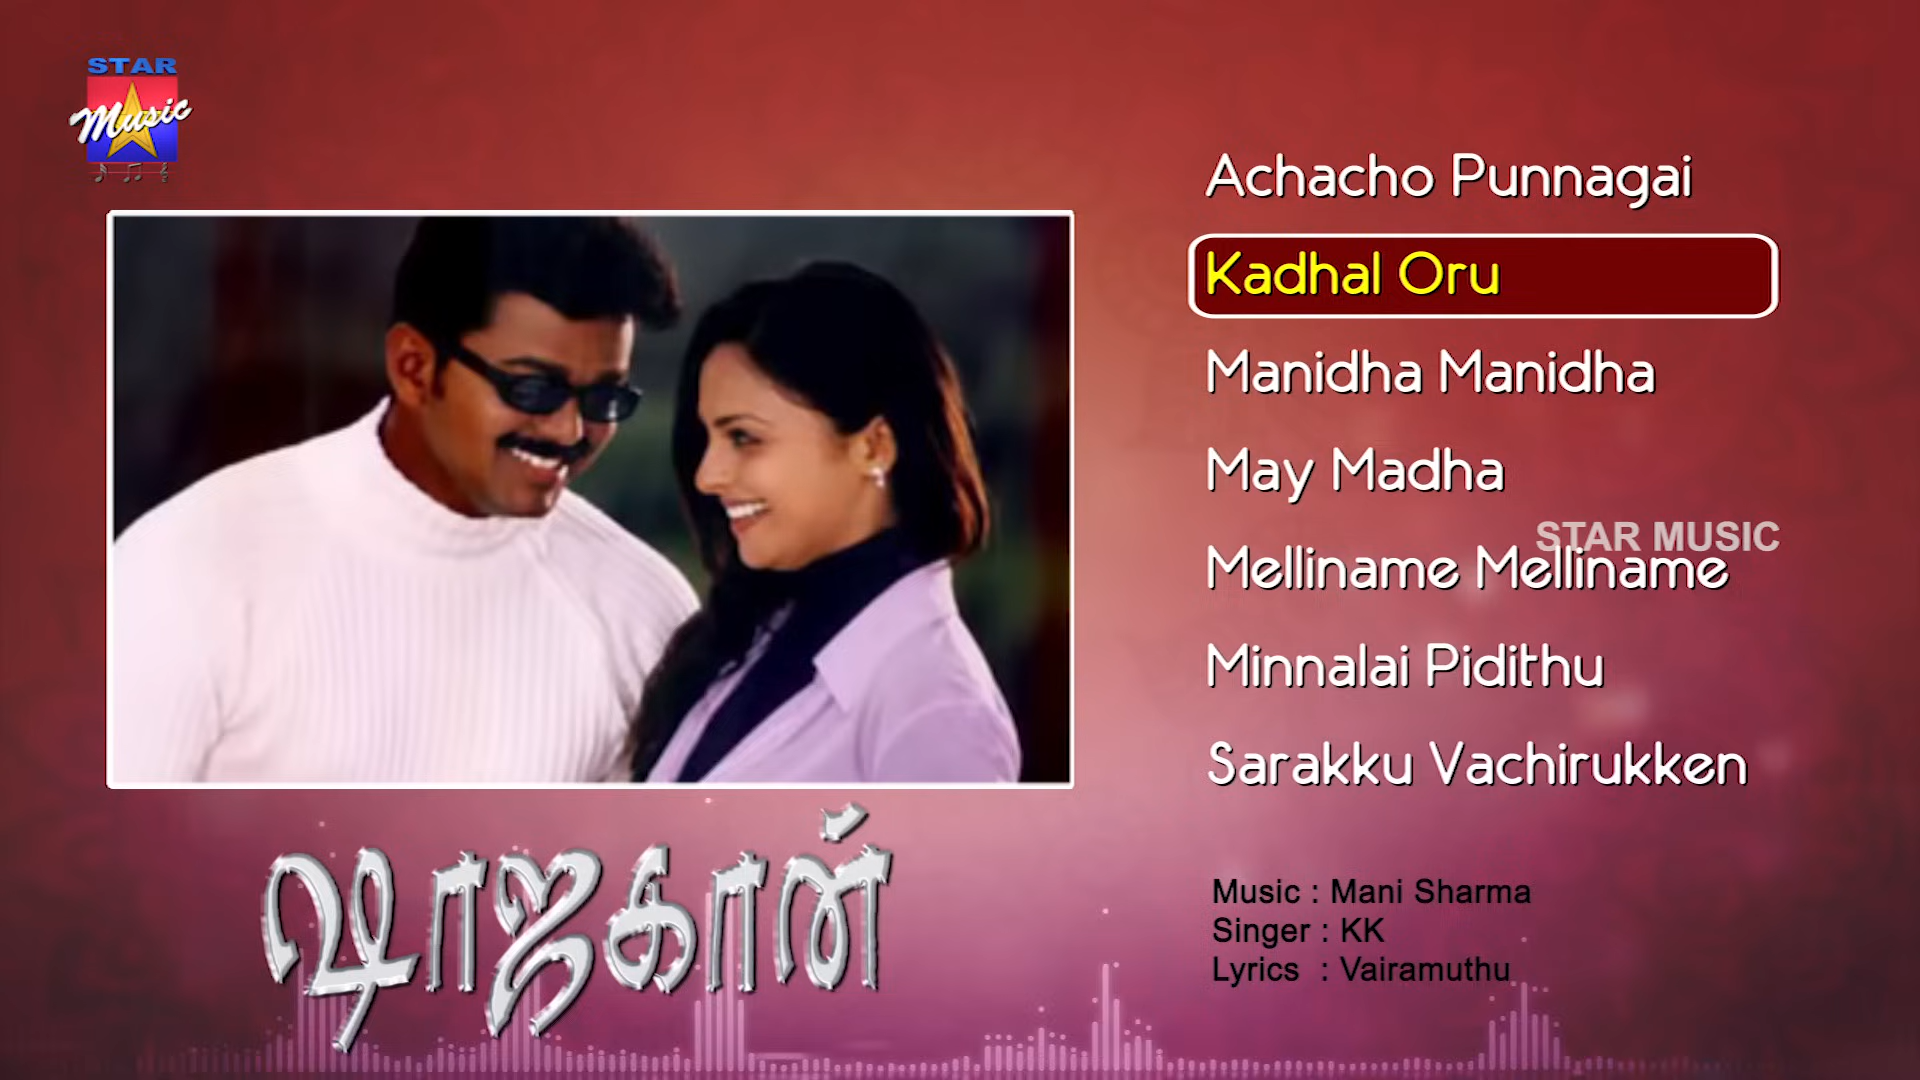 STAR
Music
Achacho Punnagai
Kadhal Oru
Manidha Manidha
May Madha
STAR MUSIC
Melliname Melliname
Minnalai Pidithu
Sarakku Vachirukken
ஷாஜகான்
Music : Mani Sharma
Singer : KK
Lyrics : Vairamuthu